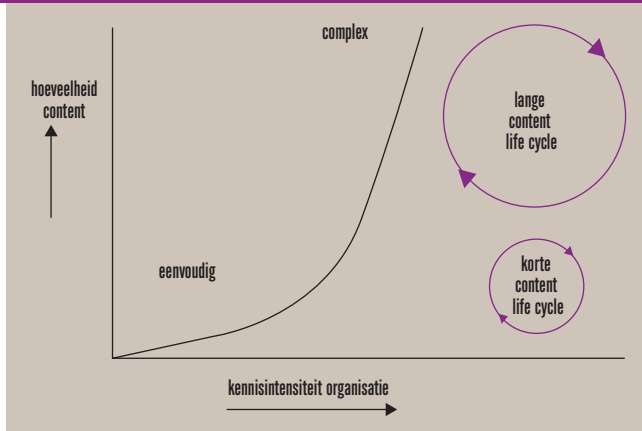 complex
hoeveelheid
content
lange
content
life cycle
eenvoudig
korte
content
life cycle
kennisintensiteit organisatie